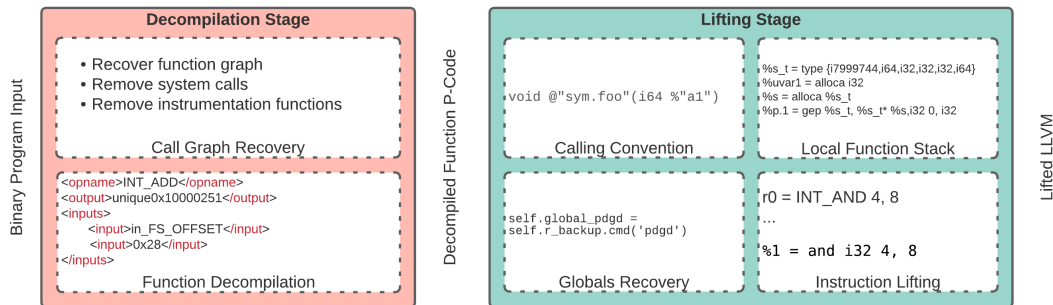 Binary Program Input
Decompilation Stage
• Recover function graph
• Remove system calls
• Remove instrumentation functions
Call Graph Recovery
<opname>INT_ADD</opname>
<output>unique0x10000251</output>
<inputs>
<input>in_FS_OFFSET</input>
<input>0x28</input>
</inputs>
Function Decompilation
Decompiled Function P-Code
Lifting Stage
void @"sym.foo"(i64 %"a1")
Calling Convention
%s_t = type {i7999744,i64,i32,i32,i32,i64}
%uvar1 = alloca i32
%s = alloca %s_t
%p.1 = gep %s_t, %s_t* %s,i32 0, i32
Local Function Stack
self.global_pdgd =
self.r_backup.cmd('pdgd')
Globals Recovery
r0 = INT_AND 4, 8
...
%1 = and i32 4, 8
Instruction Lifting
Lifted LLVM